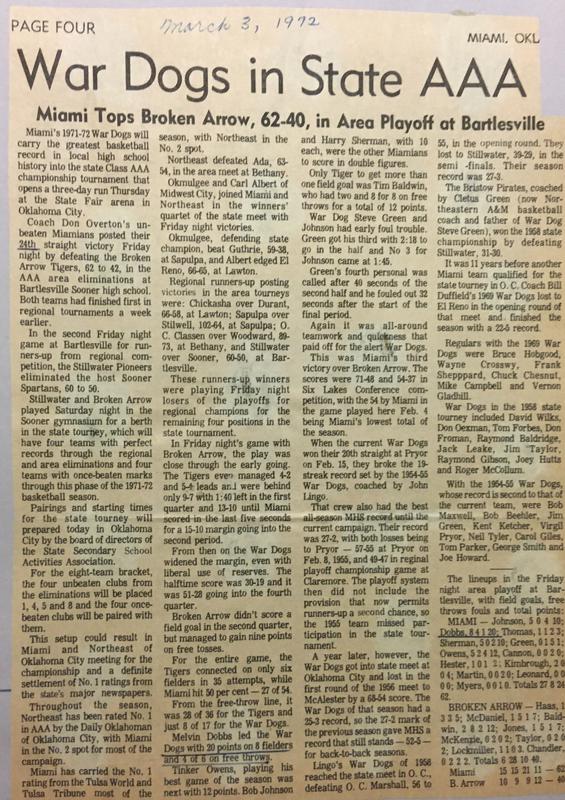 PAGE FOUR
March 3, 1972
MIAMI, OKL
War Dogs in State AAA
Miami Tops Broken Arrow, 62-40, in Area Playoff at Bartlesville
Miami's 1971-72 War Dogs will
carry the greatest basketball
record in local high school
history into the state Class AAA
championship tournament that
opens a three-day run Thursday
at the State Fair arena in
Oklahoma City.
Coach Don Overton's un-
beaten Miamians posted their
24th straight victory Friday
night by defeating the Broken
Arrow Tigers, 62 to 42, in the
AAA area eliminations at
Bartlesville Sooner high school.
Both teams had finished first in
regional tournaments a week
earlier.
In the second Friday night
game at Bartlesville for run-
ners-up from regional com-
petition, the Stillwater Pioneers
eliminated the host Sooner
Spartans, 60 to 50.
Stillwater and Broken Arrow
played Saturday night in the
Sooner gymnasium for a berth
in the state tourney, which will
have four teams with perfect
records through the regional
and area eliminations and four
teams with once-beaten marks
through this phase of the 1971-72
basketball season.
Pairings and starting times
for the state tourney will
prepared today in Oklahoma
City by the board of directors of
the State Secondary School
Activities Association.
For the eight-team bracket,
the four unbeaten clubs from
the eliminations will be placed
1, 4, 5 and 8 and the four once-
beaten clubs will be paired with
them.
This setup could result in
Miami and Northeast of
Oklahoma City meeting for the
championship and a definite
settlement of No. 1 ratings from
the state's major newspapers.
Throughout the season,
Northeast has been rated No. 1
in AAA by the Daily Oklahoman
of Oklahoma City, with Miami
in the No. 2 spot for most of the
campaign.
Miami has carried the No. 1
rating from the Tulsa World and
Tulsa Tribune most of the
season, with Northeast in the
No. 2 spot.
Northeast defeated Ada, 63-
54, in the area meet at Bethany.
Okmulgee and Carl Albert of
Midwest City, joined Miami and
Northeast in the winners'
quartet of the state meet with
Friday night victories.
Okmulgee, defending state
champion, beat Guthrie, 59-38,
at Sapulpa, and Albert edged El
Reno, 66-65, at Lawton.
Regional runners-up posting
victories in the area tourneys
were: Chickasha over Durant,
66-58, at Lawton; Sapulpa over
Stilwell, 102-64, at Sapulpa; O.
C. Classen over Woodward, 89-
73, at Bethany, and Stillwater
over Sooner, 60-50, at Bar-
tlesville.
These runners-up winners
were playing Friday night
losers of the playoffs for
regional champions for the
remaining four positions in the
state tournament.
In Friday night's game with
Broken Arrow, the play was
close through the early going.
The Tigers even managed 4-2
and 5-4 leads and were behind
only 9-7 with 1:40 left in the first
quarter and 13-10 until Miami
scored in the last five seconds
for a 15-10 margin going into the
second period.
From then on the War Dogs
widened the margin, even with
liberal use of reserves. The
halftime score was 30-19 and it
was 51-28 going into the fourth
quarter.
Broken Arrow didn't score a
field goal in the second quarter,
but managed to gain nine points
on free tosses.
For the entire game, the
Tigers connected on only six
fielders in 35 attempts, while
Miami hit 50 per cent — 27 of 54.
From the free-throw line, it
was 28 of 36 for the Tigers and
just 8 of 17 for the War Dogs.
Melvin Dobbs led the War
Dogs with 20 points on 8 fielders
and 4 of 6 on free throws.
Tinker Owens, playing his
best game of the season was
next with 12 points. Bob Johnson
and Harry Sherman, with 10
each, were the other Miamians
to score in double figures.
Only Tiger to get more than
one field goal was Tim Baldwin,
who had two and 8 for 8 on free
throws for a total of 12 points.
War Dog Steve Green and
Johnson had early foul trouble.
Green got his third with 2:18 to
go in the half and No 3 for
Johnson came at 1:45.
Green's fourth personal was
called after 40 seconds of the
second half and he fouled out 32
seconds after the start of the
final period.
Again it was all-around
teamwork and quickness that
paid off for the alert War Dogs.
This was Miami's third
victory over Broken Arrow. The
scores were 71-48 and 54-37 in
Six Lakes Conference com-
petition, with the 54 by Miami in
the game played here Feb. 4
being Miami's lowest total of
the season.
When the current War Dogs
won their 20th straight at Pryor
on Feb. 15, they broke the 19-
streak record set by the 1954-55
War Dogs, coached by John
Lingo.
That crew also had the best
all-season MHS record until the
current campaign. Their record
was 27-2, with both losses being
to Pryor — 57-55 at Pryor on
Feb. 8, 1955, and 49-47 in regional
playoff championship game at
Claremore. The playoff system
then did not include the
provision that now permits
runners-up a second chance, so
the 1955 team missed par-
ticipation in the state tour-
nament.
A year later, however, the
War Dogs got into state meet at
Oklahoma City and lost in the
first round of the 1956 meet to
McAlester by a 68-54 score. The
War Dogs of that season had a
25-3 record, so the 27-2 mark of
the previous season gave MHS a
record that still stands — 52-5 —
for back-to-back seasons.
Lingo's War Dogs of 1958
reached the state meet in O. C.,
defeating O. C. Marshall, 56 to
55, in the opening round. They
lost to Stillwater, 39-29, in the
semi-finals. Their season
record was 27-3.
The Bristow Pirates, coached
by Cletus Green (now Nor-
theastern A&M basketball
coach and father of War Dog
Steve Green), won the 1958 state
championship by defeating
Stillwater, 31-30.
It was 11 years before another
Miami team qualified for the
state tourney in O. C. Coach Bill
Duffield's 1969 War Dogs lost to
El Reno in the opening round of
that meet and finished the
season with a 22-5 record.
Regulars with the 1969 War
Dogs were Bruce Hobgood,
Wayne Croswy, Frank
Sheppard, Chuck Chesnut,
Mike Campbell and Vernon
Gladhill.
War Dogs in the 1958 state
tourney included David Wilks,
Don Oexman, Tom Forbes, Don
Froman, Raymond Baldridge,
Jack Leake, Jim Taylor,
Raymond Gibson, Joey Hutts
and Roger McCollum.
With the 1954-55 War Dogs,
whose record is second to that of
the current team, were Bob
Maxwell, Bob Beehler, Jim
Green, Kent Ketcher, Virgil
Pryor, Neil Tyler, Carol Giles,
Tom Parker, George Smith and
Joe Howard.
The lineups in the Friday
night area playoff at Bar-
tlesville, with field goals, free
throws fouls and total points:
MIAMI — Johnson, 5 0 4 10;
Dobbs, 8 4 1 20; Thomas, 1 1 2 3;
Sherman, 5 0 2 10; Green, 0 1 5 1;
Owens, 5 2 4 12, Cannon, 0 0 2 0;
Hester, 1 0 1 2; Kimbrough, 2 0
0 4; Martin, 0 0 2 0; Leonard, 0 0
0 0; Myers, 0 0 1 0. Totals 27 8 24
62.
BROKEN ARROW — Haas, 1
3 3 5; McDaniel, 1 5 1 7; Bald-
win, 2 8 2 12; Jones, 1 5 1 7;
McKenzie, 0 2 0 2; Taylor, 0 2 0
2; Lockmiller, 1 1 0 3. Chandler,
0 2 2 2. Totals 6 28 10 40.
Miami 15 15 21 11 — 62
B. Arrow 10 9 9 12 — 40